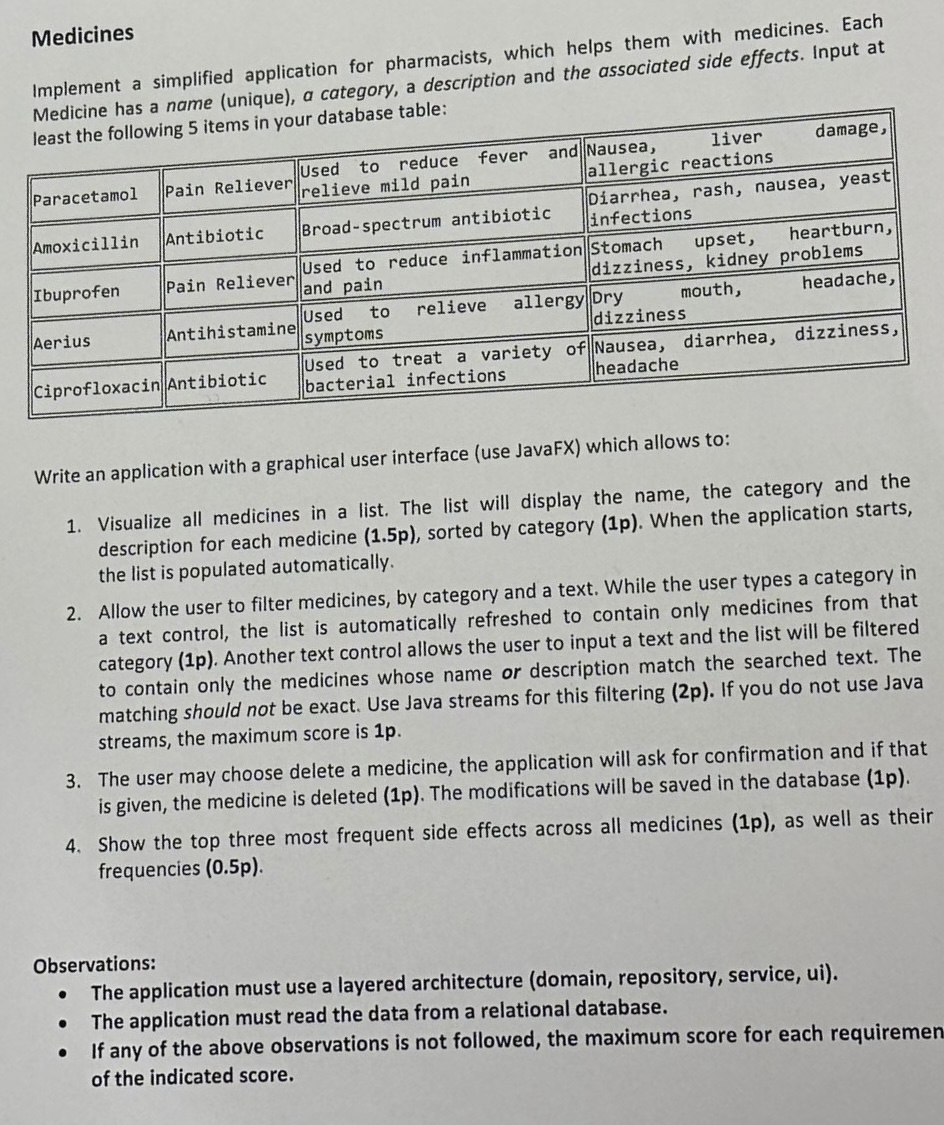 Medicines
Implement a simplified application for pharmacists, which helps them with medicines. Each
Medicine has a name (unique), a category, a description and the associated side effects. Input at
least the following 5 items in your database table:
Paracetamol Pain Reliever Used to reduce fever and relieve mild pain Nausea, liver damage, allergic reactions
Amoxicillin Antibiotic Broad-spectrum antibiotic Diarrhea, rash, nausea, yeast infections
Ibuprofen Pain Reliever Used to reduce inflammation and pain Stomach upset, heartburn, dizziness, kidney problems
Aerius Antihistamine Used to relieve allergy symptoms Dry mouth, headache, dizziness
Ciprofloxacin Antibiotic Used to treat a variety of bacterial infections Nausea, diarrhea, dizziness, headache
Write an application with a graphical user interface (use JavaFX) which allows to:
1. Visualize all medicines in a list. The list will display the name, the category and the
description for each medicine (1.5p), sorted by category (1p). When the application starts,
the list is populated automatically.
2. Allow the user to filter medicines, by category and a text. While the user types a category in
a text control, the list is automatically refreshed to contain only medicines from that
category (1p). Another text control allows the user to input a text and the list will be filtered
to contain only the medicines whose name or description match the searched text. The
matching should not be exact. Use Java streams for this filtering (2p). If you do not use Java
streams, the maximum score is 1p.
3. The user may choose delete a medicine, the application will ask for confirmation and if that
is given, the medicine is deleted (1p). The modifications will be saved in the database (1p).
4. Show the top three most frequent side effects across all medicines (1p), as well as their
frequencies (0.5p).
Observations:
• The application must use a layered architecture (domain, repository, service, ui).
• The application must read the data from a relational database.
• If any of the above observations is not followed, the maximum score for each requiremen
of the indicated score.